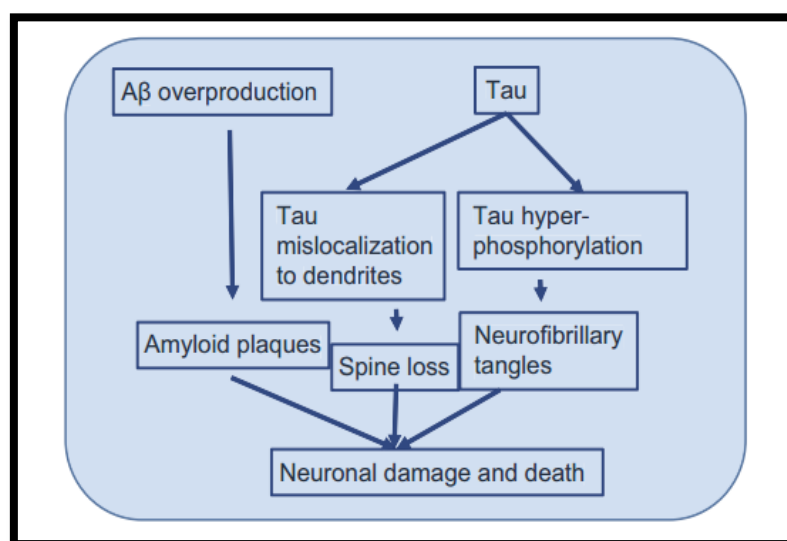 Aβ overproduction
Tau
Tau
mislocalization
to dendrites
Tau hyper-
phosphorylation
Amyloid plaques
Spine loss
Neurofibrillary
tangles
Neuronal damage and death